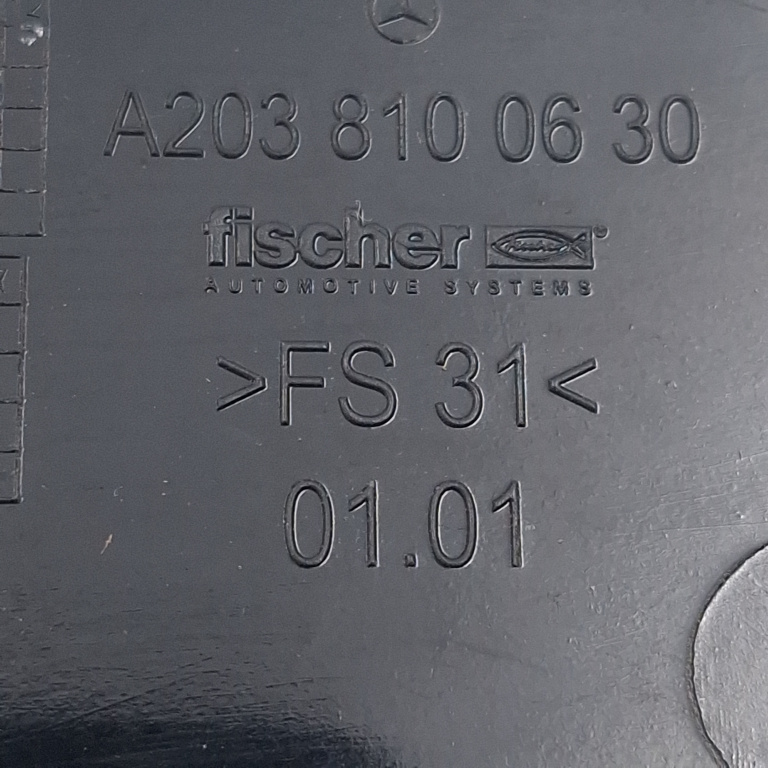 A203 810 06 30
fischer ®
AUTOMOTIVE SYSTEMS
>FS 31<
01.01